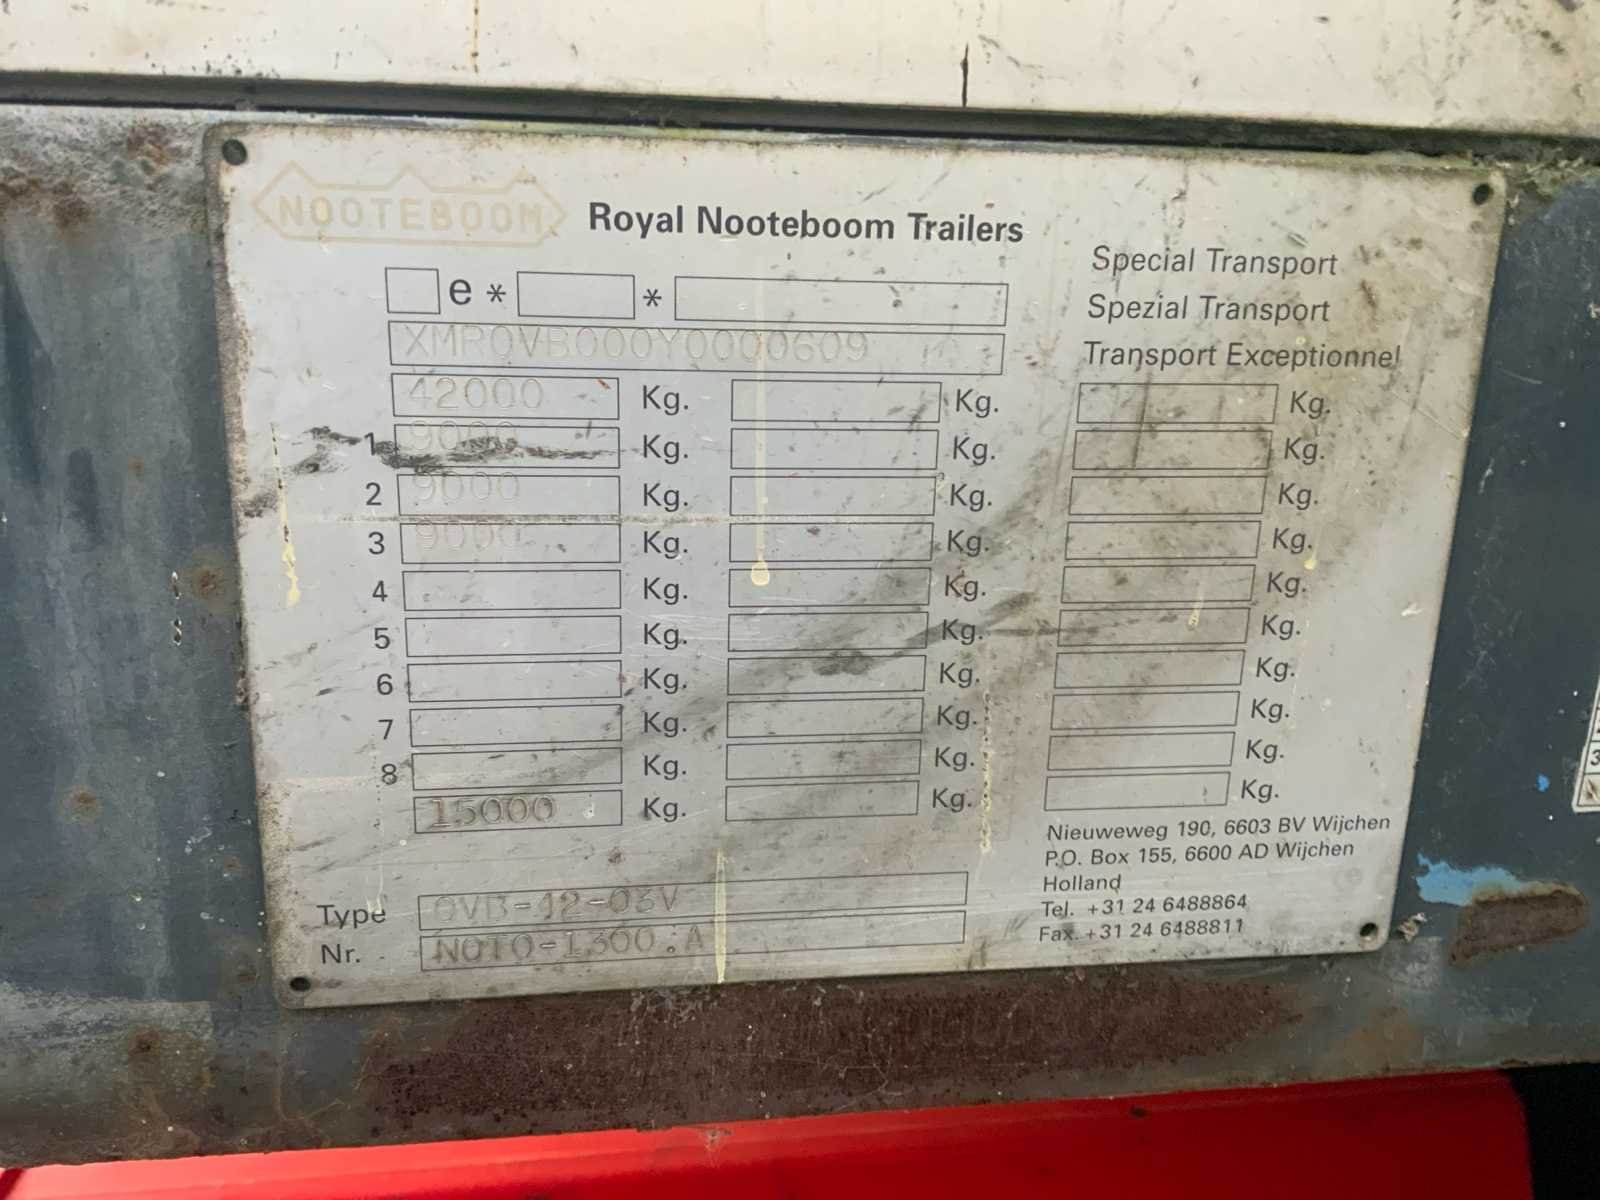 NOOTEBOOM
Royal Nooteboom Trailers
Special Transport
Spezial Transport
Transport Exceptionnel
e * *
XMROVB000Y0000609
42000 Kg. Kg. Kg.
1 9000 Kg. Kg. Kg.
2 9000 Kg. Kg. Kg.
3 9000 Kg. Kg. Kg.
4 Kg. Kg. Kg.
5 Kg. Kg. Kg.
6 Kg. Kg. Kg.
7 Kg. Kg. Kg.
8 Kg. Kg. Kg.
15000 Kg. Kg. Kg.
Nieuweweg 190, 6603 BV Wijchen
P.O. Box 155, 6600 AD Wijchen
Holland
Tel. +31 24 6488864
Fax. +31 24 6488811
Type OVB-42-03V
Nr. NOTO-1300.A
3